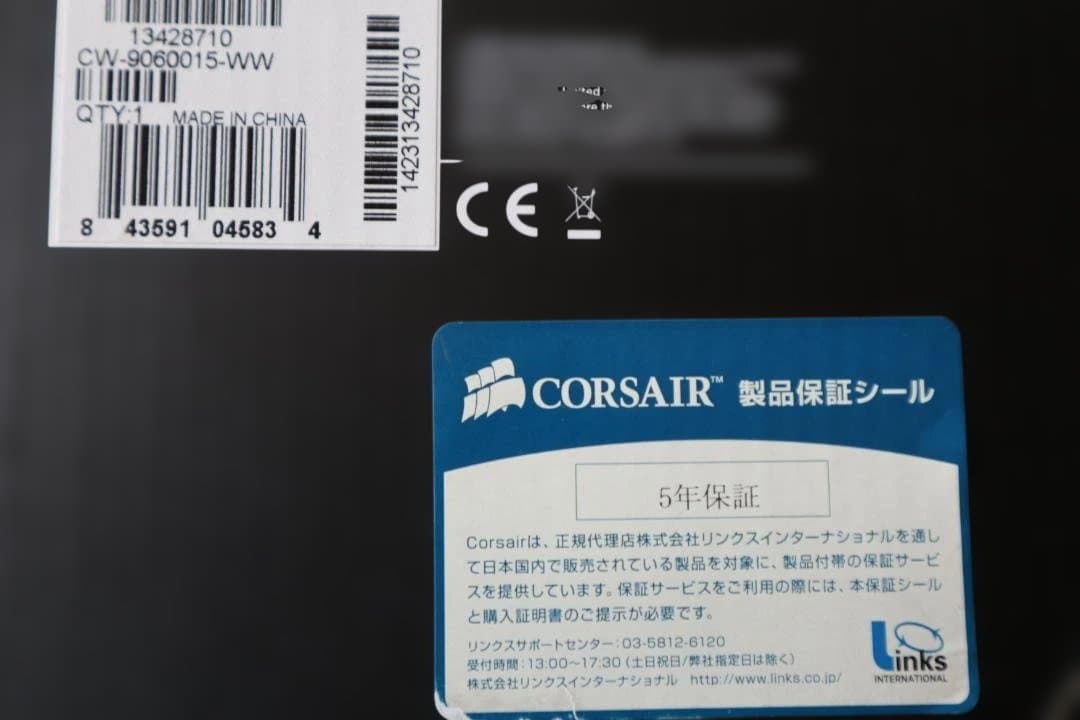 13428710
CW-9060015-WW
QTY:1 MADE IN CHINA
8 43591 04583 4
142313428710
CE
CORSAIR™ 製品保証シール
5年保証
Corsairは、正規代理店株式会社リンクスインターナショナルを通し
て日本国内で販売されている製品を対象に、製品付帯の保証サービ
スを提供しています。保証サービスをご利用の際には、本保証シール
と購入証明書のご提示が必要です。
リンクスサポートセンター:03-5812-6120
受付時間:13:00～17:30(土日祝日/弊社指定日は除く)
株式会社リンクスインターナショナル http://www.links.co.jp/
Links
INTERNATIONAL